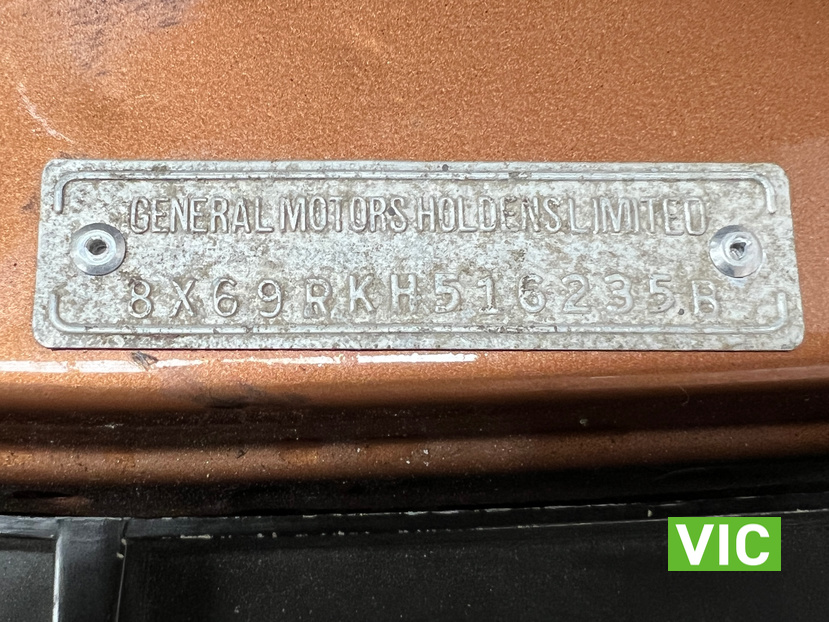 GENERAL MOTORS HOLDENS LIMITED
8X69RKH516235B
VIC